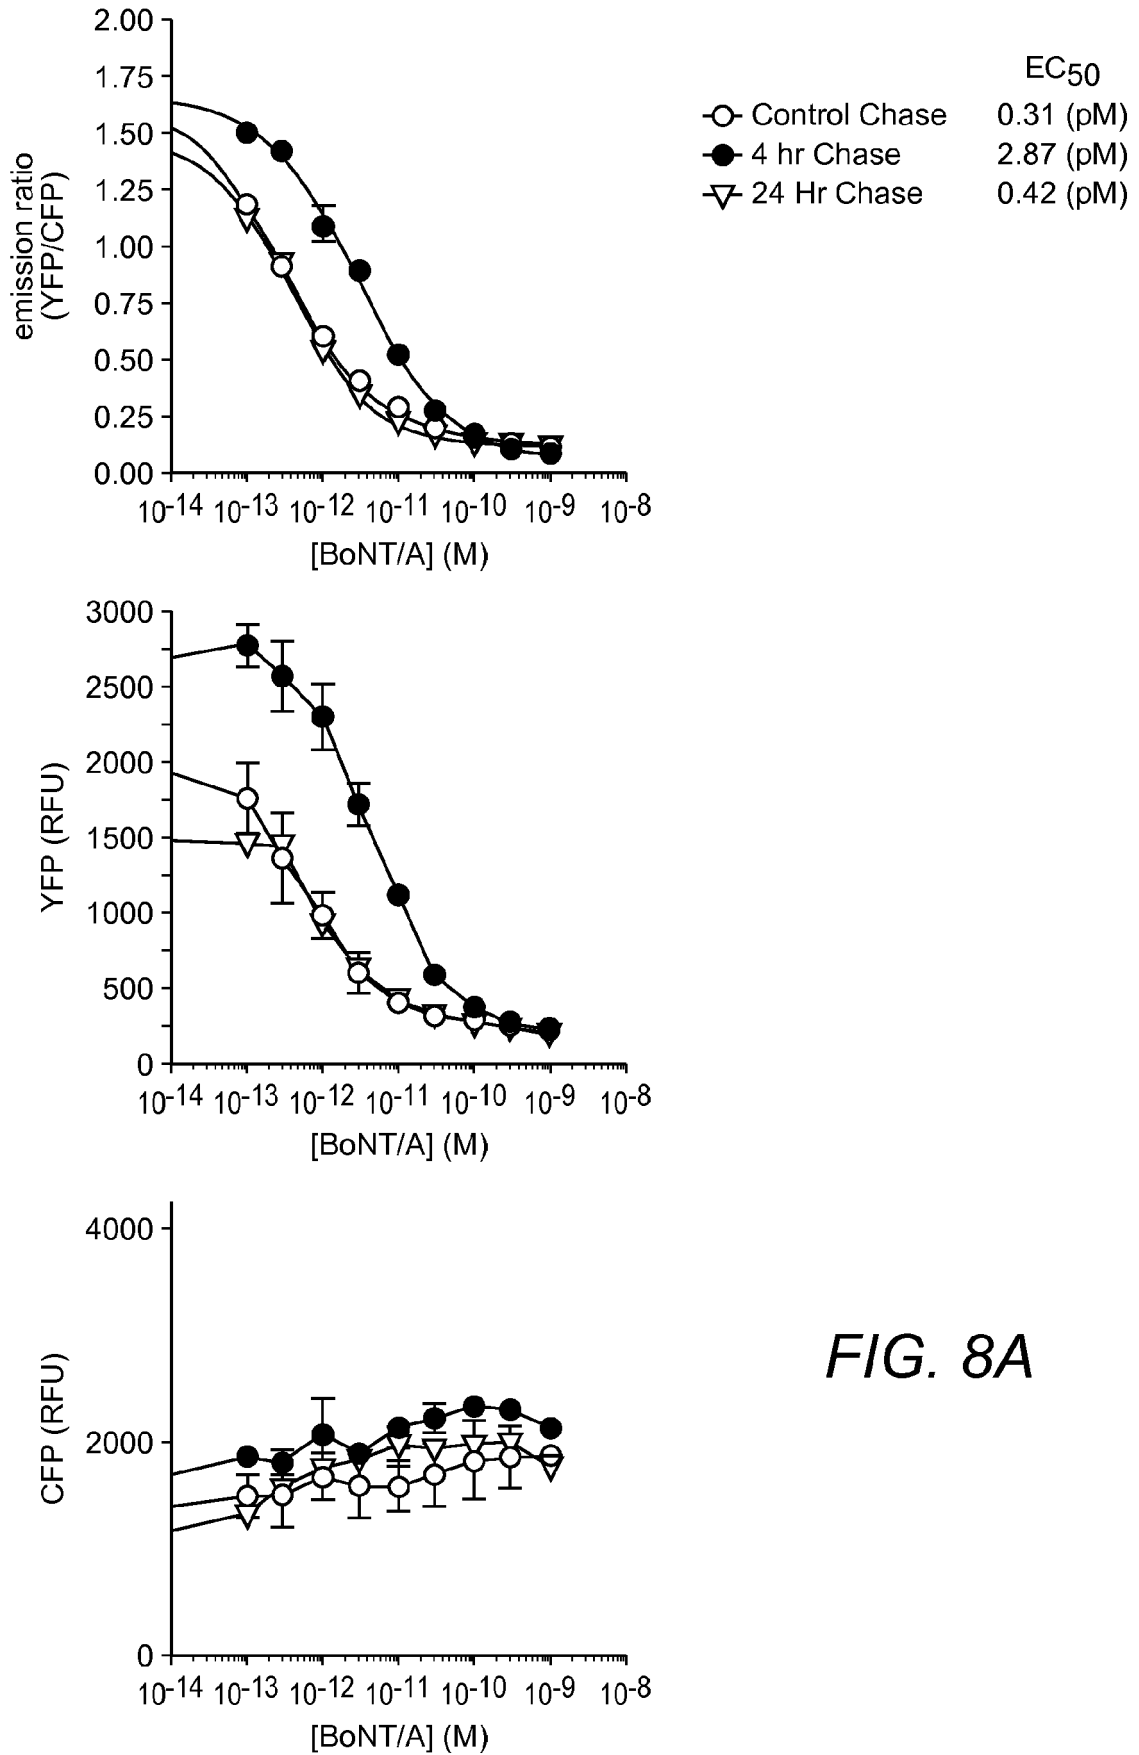 EC50
Control Chase 0.31 (pM)
4 hr Chase 2.87 (pM)
24 Hr Chase 0.42 (pM)
emission ratio
(YFP/CFP)
2.00
1.75
1.50
1.25
1.00
0.75
0.50
0.25
0.00
10-14 10-13 10-12 10-11 10-10 10-9 10-8
[BoNT/A] (M)
YFP (RFU)
3000
2500
2000
1500
1000
500
0
10-14 10-13 10-12 10-11 10-10 10-9 10-8
[BoNT/A] (M)
CFP (RFU)
4000
2000
0
10-14 10-13 10-12 10-11 10-10 10-9 10-8
[BoNT/A] (M)
FIG. 8A